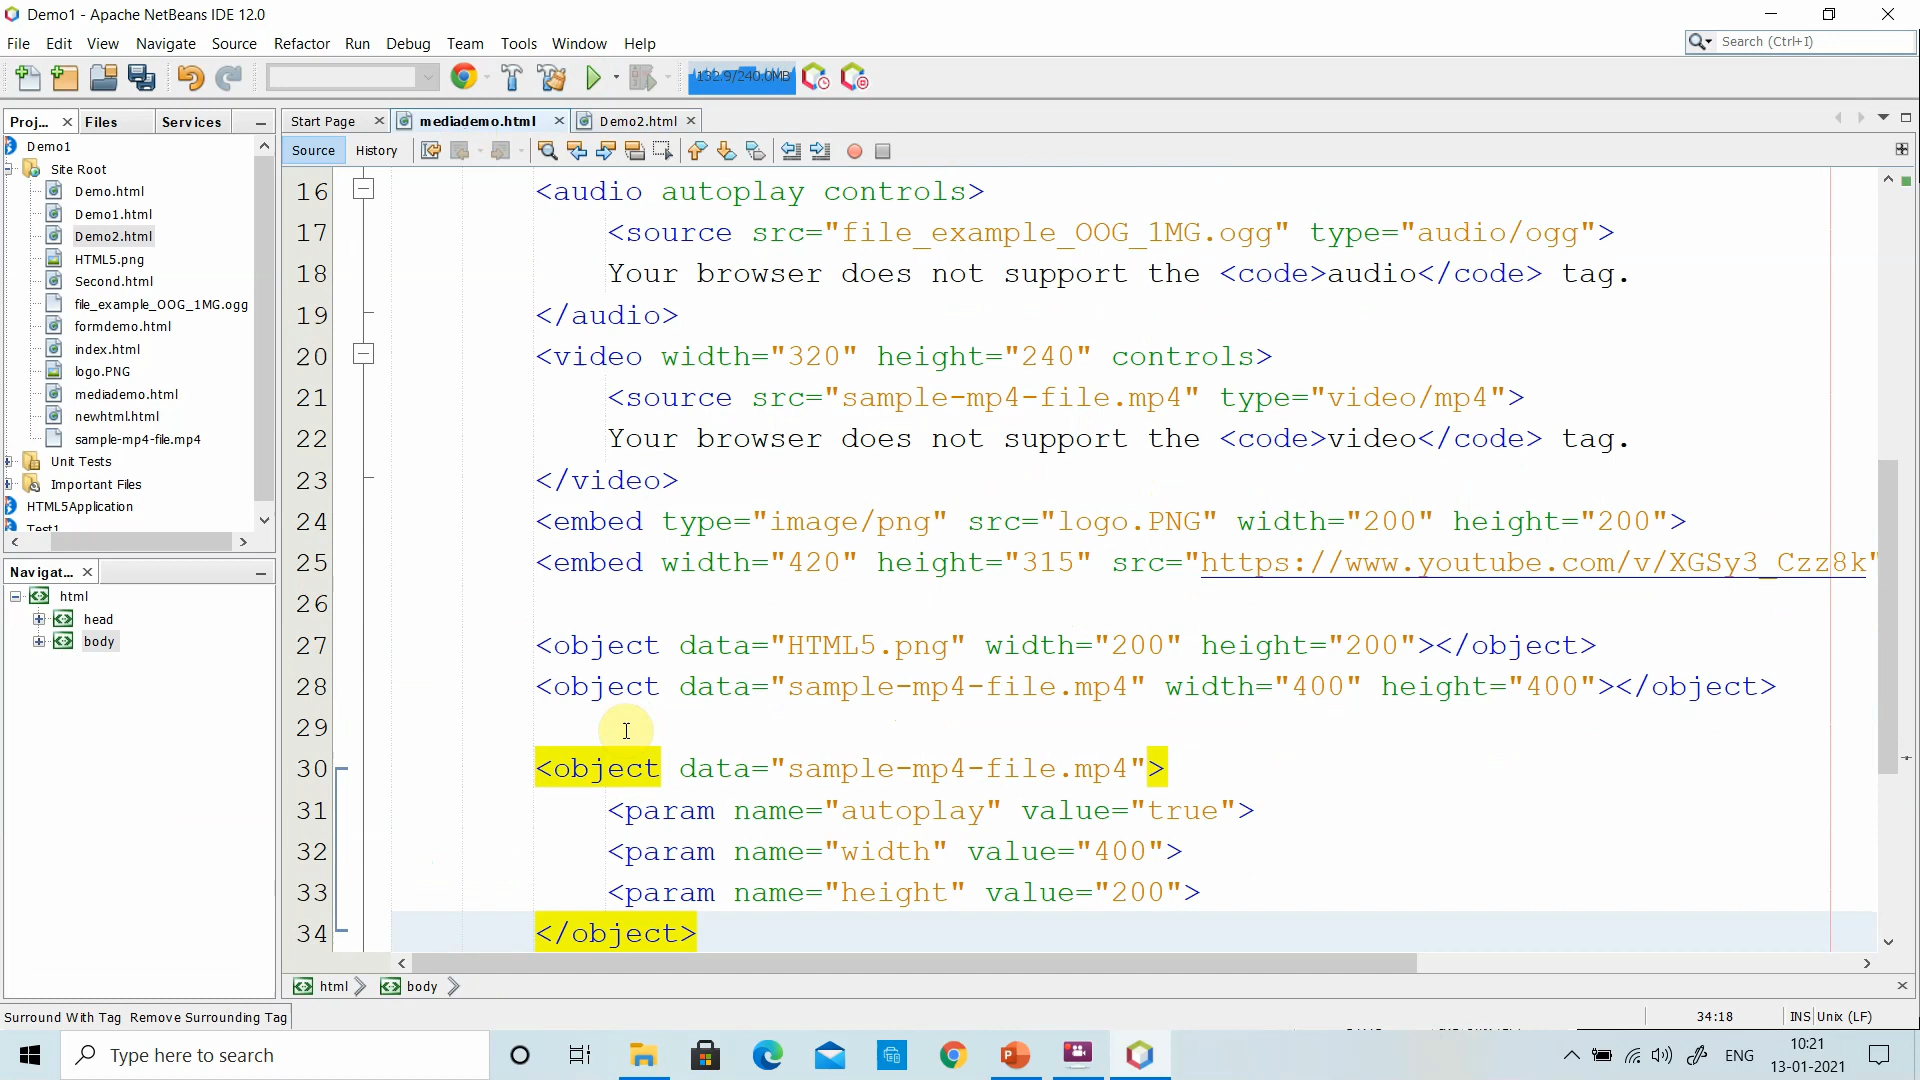 Demo1 - Apache NetBeans IDE 12.0
File Edit View Navigate Source Refactor Run Debug Team Tools Window Help
Search (Ctrl+I)
132.9/240.0MB
Proj... Files Services
Start Page mediademo.html Demo2.html
Source History
Demo1
Site Root
Demo.html
Demo1.html
Demo2.html
HTML5.png
Second.html
file_example_OOG_1MG.ogg
formdemo.html
index.html
logo.PNG
mediademo.html
newhtml.html
sample-mp4-file.mp4
Unit Tests
Important Files
HTML5Application
Test1
Navigat...
html
head
body
16 <audio autoplay controls>
17 <source src="file_example_OOG_1MG.ogg" type="audio/ogg">
18 Your browser does not support the <code>audio</code> tag.
19 </audio>
20 <video width="320" height="240" controls>
21 <source src="sample-mp4-file.mp4" type="video/mp4">
22 Your browser does not support the <code>video</code> tag.
23 </video>
24 <embed type="image/png" src="logo.PNG" width="200" height="200">
25 <embed width="420" height="315" src="https://www.youtube.com/v/XGSy3_Czz8k"
26
27 <object data="HTML5.png" width="200" height="200"></object>
28 <object data="sample-mp4-file.mp4" width="400" height="400"></object>
29
30 <object data="sample-mp4-file.mp4">
31 <param name="autoplay" value="true">
32 <param name="width" value="400">
33 <param name="height" value="200">
34 </object>
html body
Surround With Tag Remove Surrounding Tag
34:18 INS Unix (LF)
Type here to search
ENG
10:21
13-01-2021